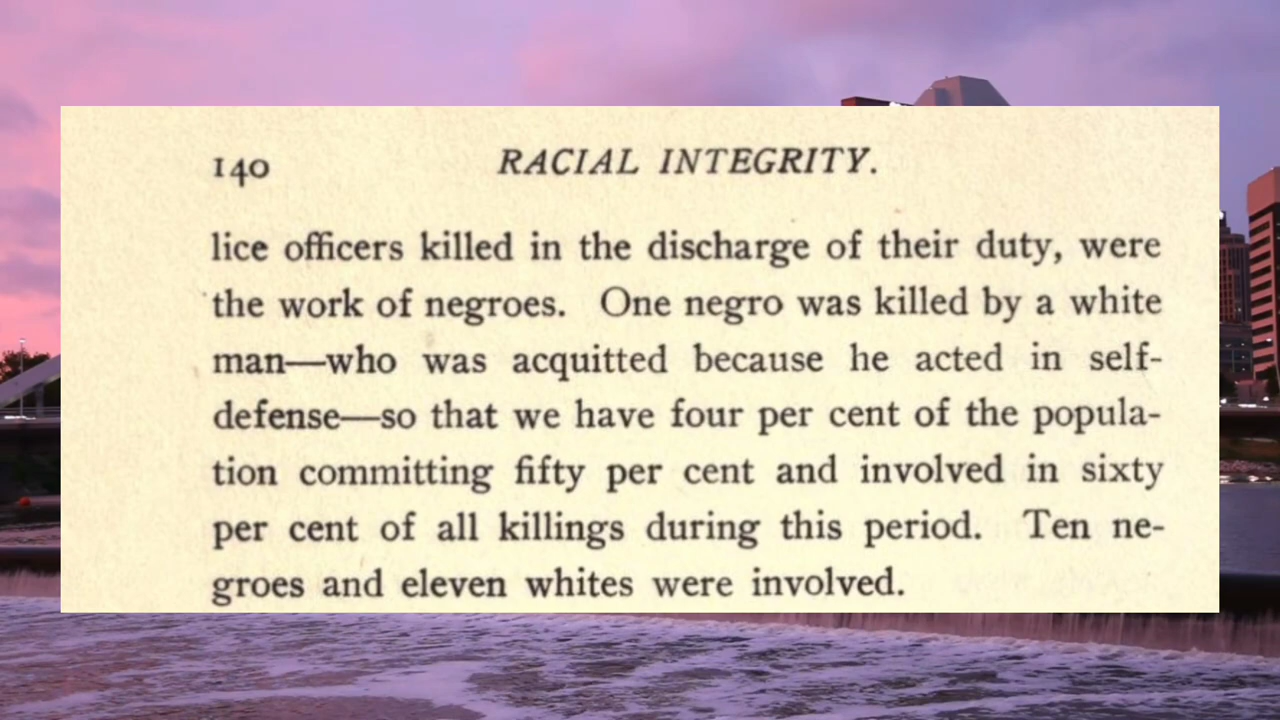 140 RACIAL INTEGRITY.
lice officers killed in the discharge of their duty, were
the work of negroes. One negro was killed by a white
man—who was acquitted because he acted in self-
defense—so that we have four per cent of the popula-
tion committing fifty per cent and involved in sixty
per cent of all killings during this period. Ten ne-
groes and eleven whites were involved.